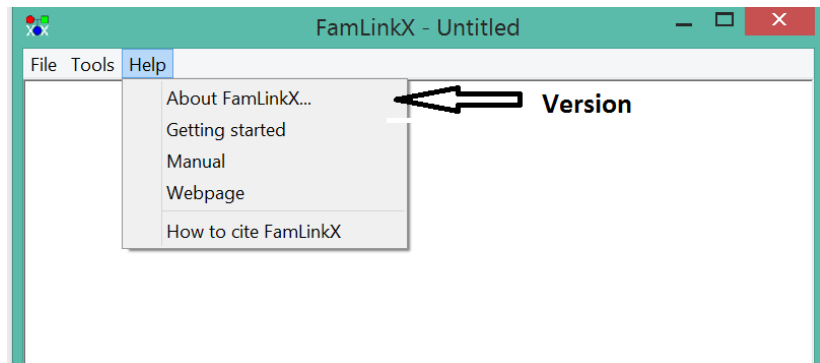 FamLinkX - Untitled
File Tools Help
About FamLinkX... Version
Getting started
Manual
Webpage
How to cite FamLinkX